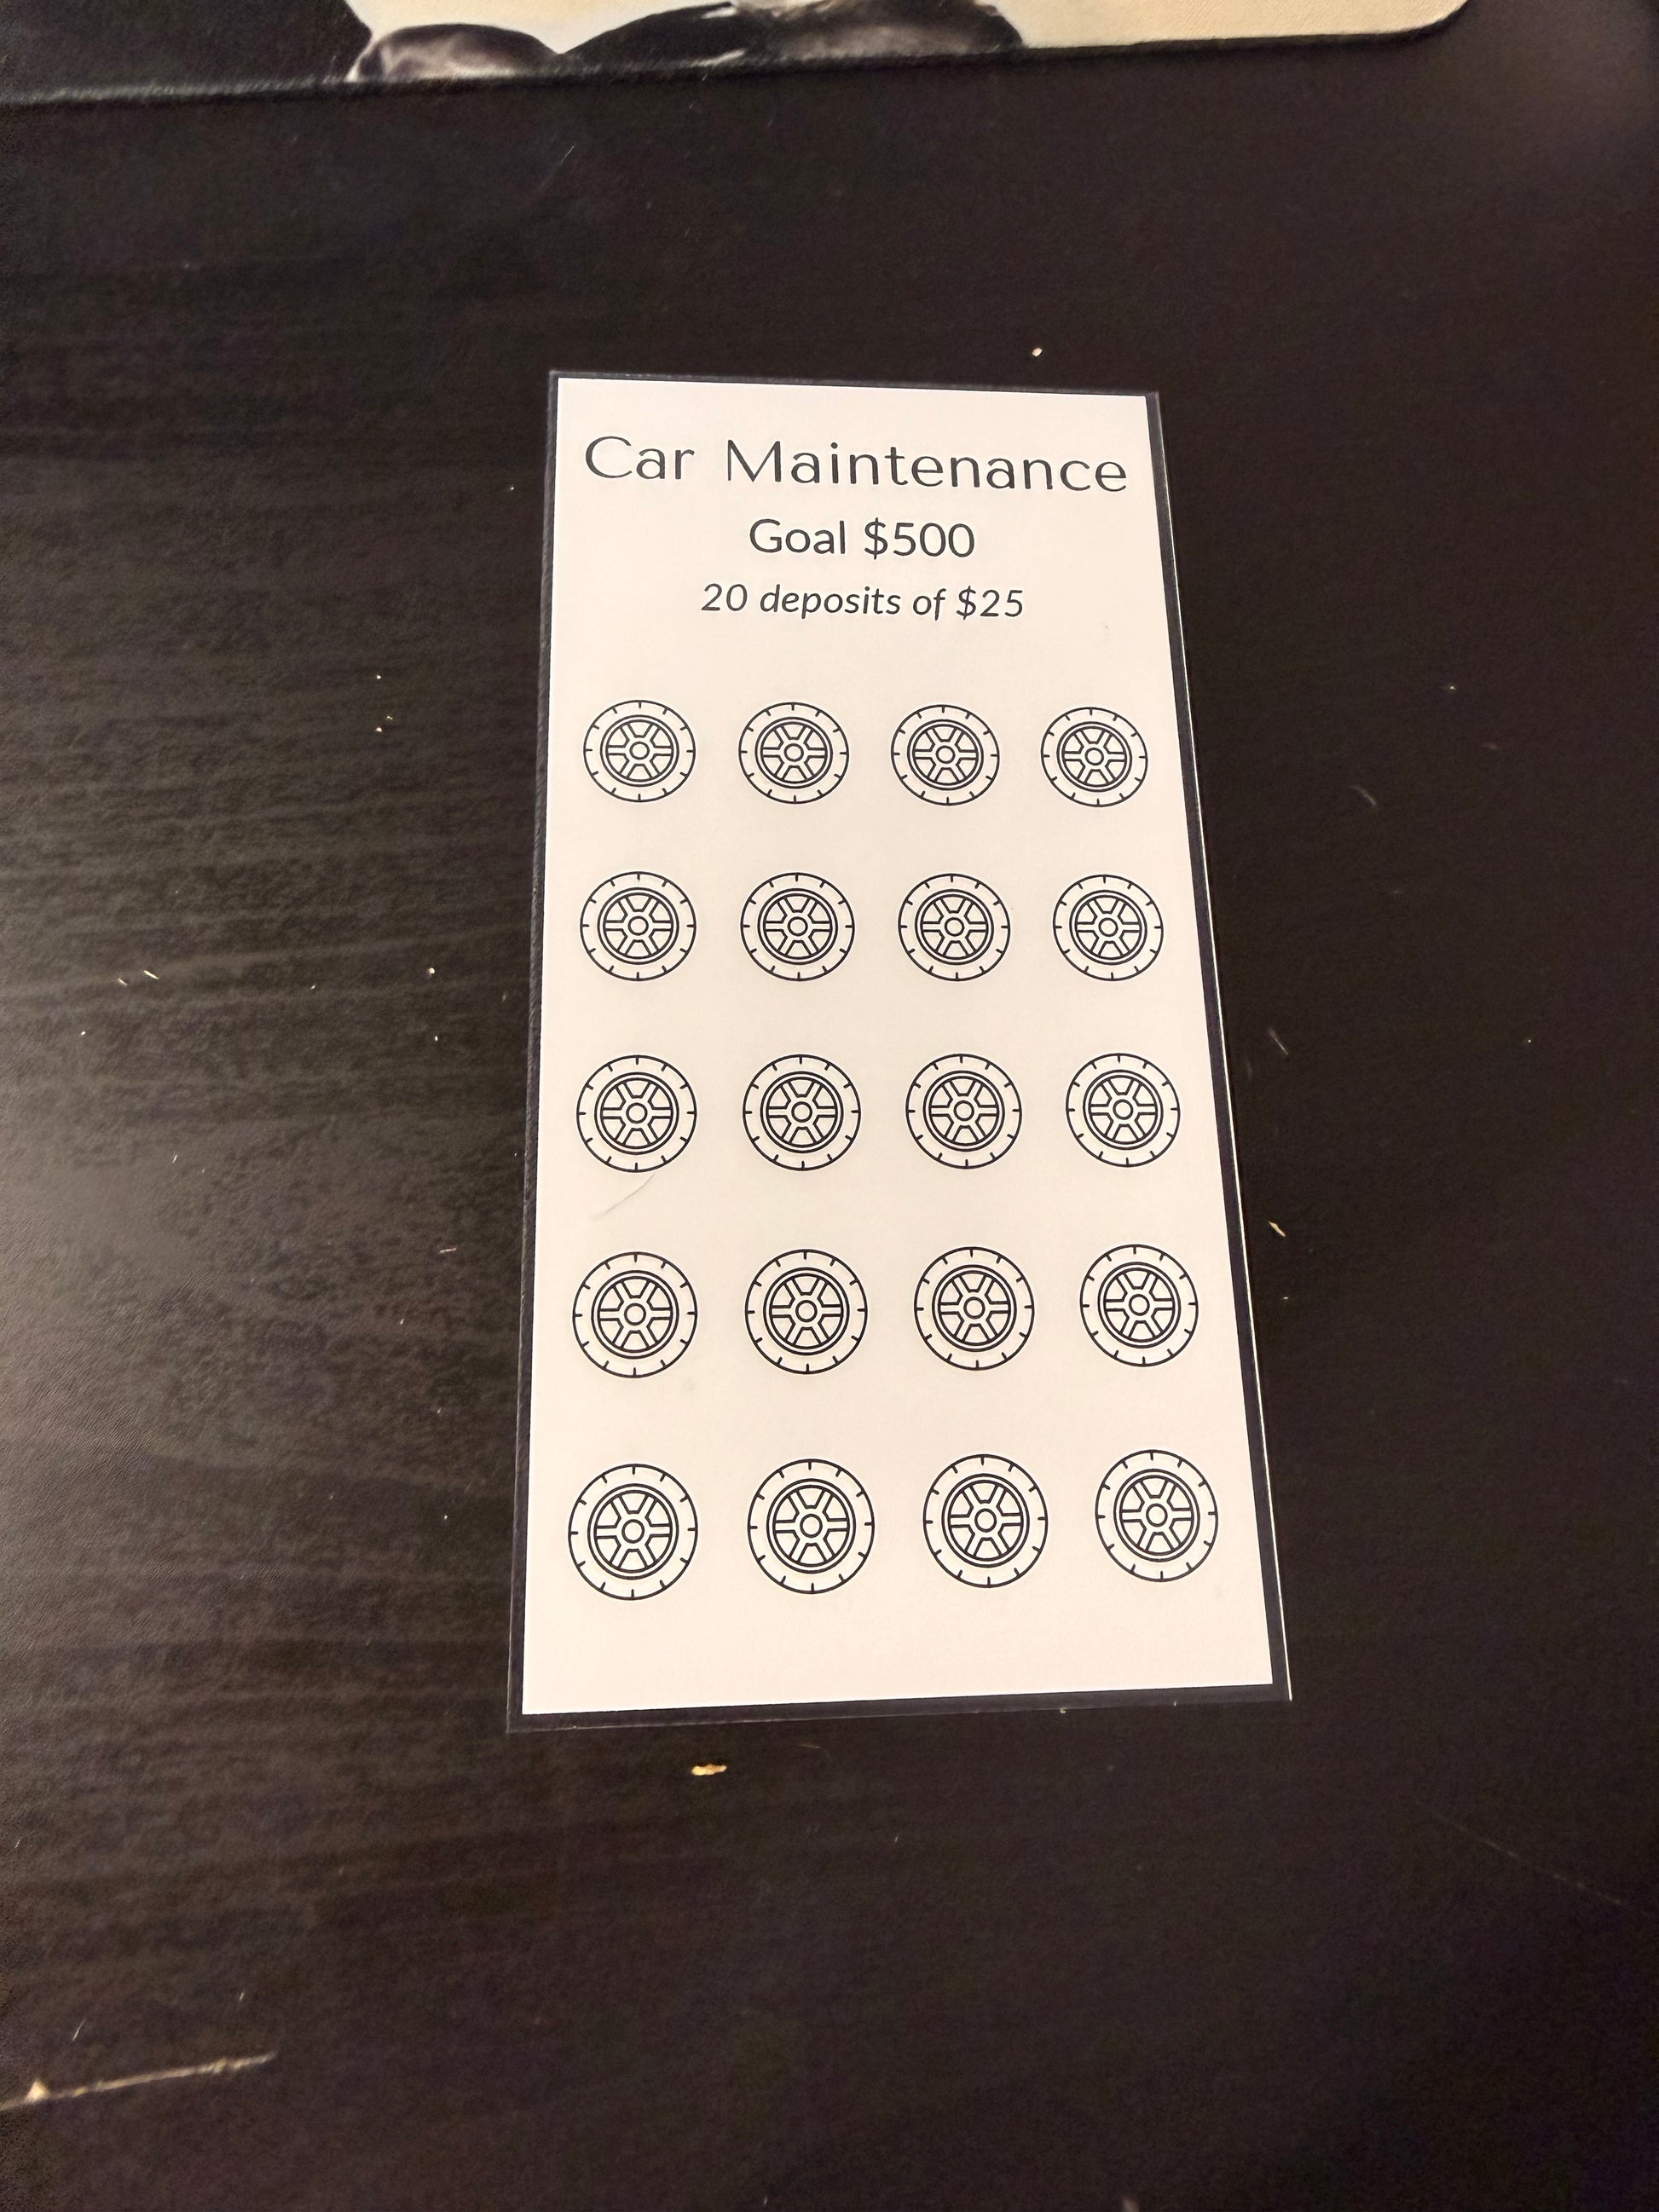 Car Maintenance
Goal $500
20 deposits of $25